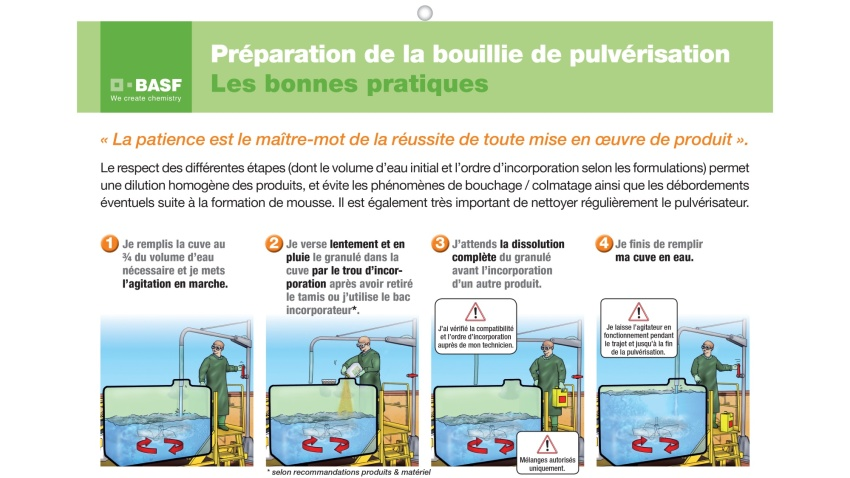 Préparation de la bouillie de pulvérisation
Les bonnes pratiques
BASF
We create chemistry
« La patience est le maître-mot de la réussite de toute mise en œuvre de produit ».
Le respect des différentes étapes (dont le volume d'eau initial et l'ordre d'incorporation selon les formulations) permet
une dilution homogène des produits, et évite les phénomènes de bouchage / colmatage ainsi que les débordements
éventuels suite à la formation de mousse. Il est également très important de nettoyer régulièrement le pulvérisateur.
1 Je remplis la cuve au
¾ du volume d'eau
nécessaire et je mets
l'agitation en marche.
2 Je verse lentement et en
pluie le granulé dans la
cuve par le trou d'incor-
poration après avoir retiré
le tamis ou j'utilise le bac
incorporateur*.
3 J'attends la dissolution
complète du granulé
avant l'incorporation
d'un autre produit.
J'ai vérifié la compatibilité
et l'ordre d'incorporation
auprès de mon technicien.
Mélanges autorisés
uniquement.
4 Je finis de remplir
ma cuve en eau.
Je laisse l'agitateur en
fonctionnement pendant
le trajet et jusqu'à la fin
de la pulvérisation.
* selon recommandations produits & matériel